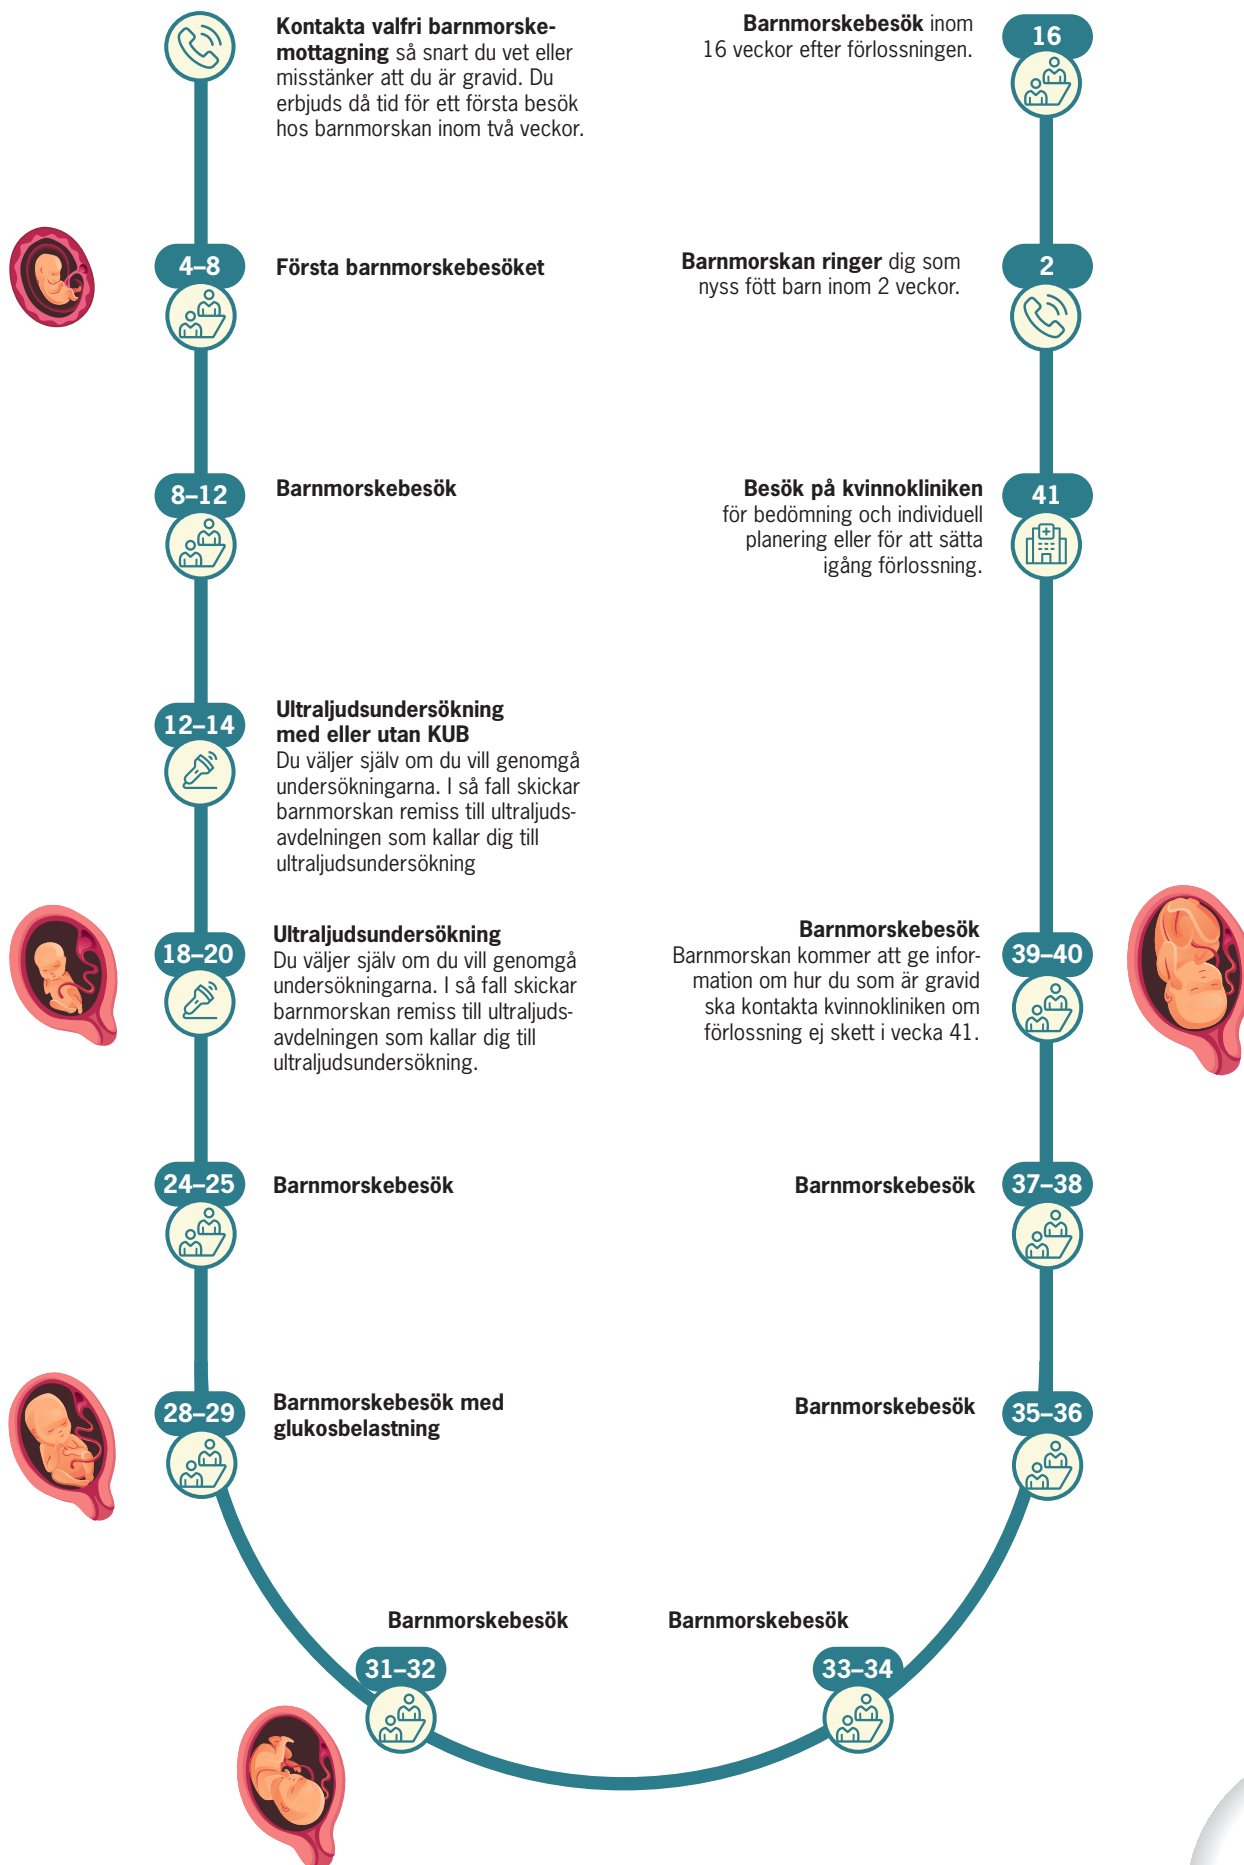 Kontakta valfri barnmorske-
mottagning så snart du vet eller
misstänker att du är gravid. Du
erbjuds då tid för ett första besök
hos barnmorskan inom två veckor.
4–8
Första barnmorskebesöket
8–12
Barnmorskebesök
12–14
Ultraljudsundersökning
med eller utan KUB
Du väljer själv om du vill genomgå
undersökningarna. I så fall skickar
barnmorskan remiss till ultraljuds-
avdelningen som kallar dig till
ultraljudsundersökning
18–20
Ultraljudsundersökning
Du väljer själv om du vill genomgå
undersökningarna. I så fall skickar
barnmorskan remiss till ultraljuds-
avdelningen som kallar dig till
ultraljudsundersökning.
24–25
Barnmorskebesök
28–29
Barnmorskebesök med
glukosbelastning
Barnmorskebesök
31–32
Barnmorskebesök
33–34
Barnmorskebesök
35–36
Barnmorskebesök
37–38
Barnmorskebesök
Barnmorskan kommer att ge infor-
mation om hur du som är gravid
ska kontakta kvinnokliniken om
förlossning ej skett i vecka 41.
39–40
Besök på kvinnokliniken
för bedömning och individuell
planering eller för att sätta
igång förlossning.
41
Barnmorskan ringer dig som
nyss fött barn inom 2 veckor.
2
Barnmorskebesök inom
16 veckor efter förlossningen.
16